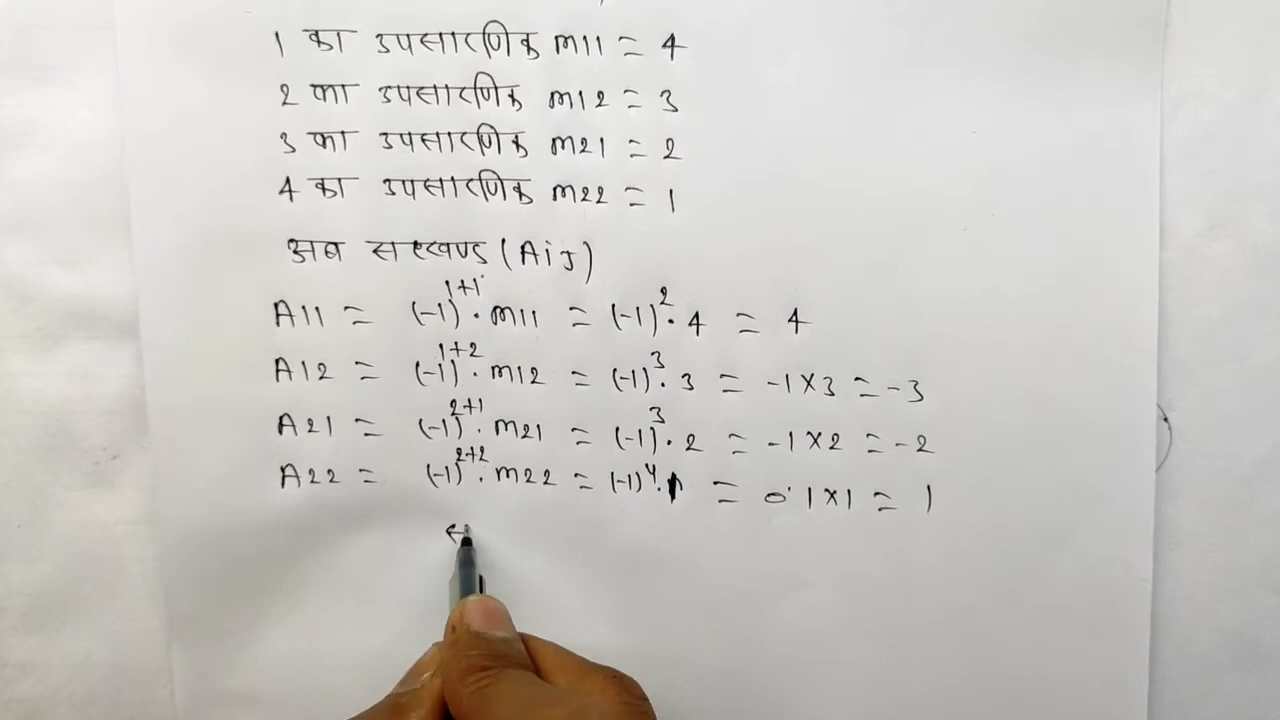 1 का उपसारणिक m11 = 4
2 का उपसारणिक m12 = 3
3 का उपसारणिक m21 = 2
4 का उपसारणिक m22 = 1
अब सहखण्ड (Aij)
A11 = (-1)^{1+1} . m11 = (-1)^2 . 4 = 4
A12 = (-1)^{1+2} . m12 = (-1)^3 . 3 = -1×3 = -3
A21 = (-1)^{2+1} . m21 = (-1)^3 . 2 = -1×2 = -2
A22 = (-1)^{2+2} . m22 = (-1)^4 . 1 = 1×1 = 1